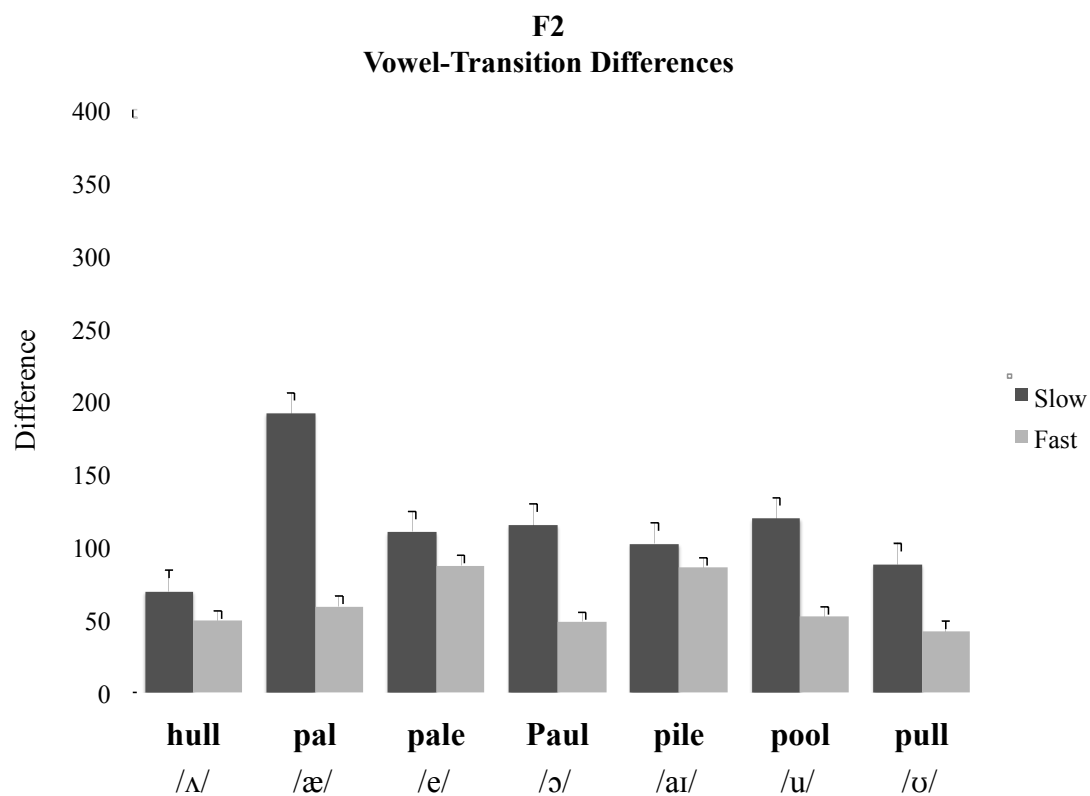 F2
Vowel-Transition Differences
400
350
300
250
200
150
100
50
0
Difference
Slow
Fast
hull pal pale Paul pile pool pull
/ʌ/ /æ/ /e/ /ɔ/ /aɪ/ /u/ /ʊ/